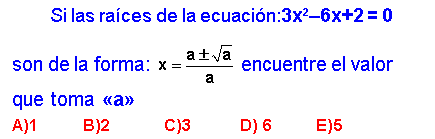 Si las raíces de la ecuación:3x²–6x+2 = 0
son de la forma: x = (a ± √a)/a encuentre el valor
que toma «a»
A)1 B)2 C)3 D) 6 E)5